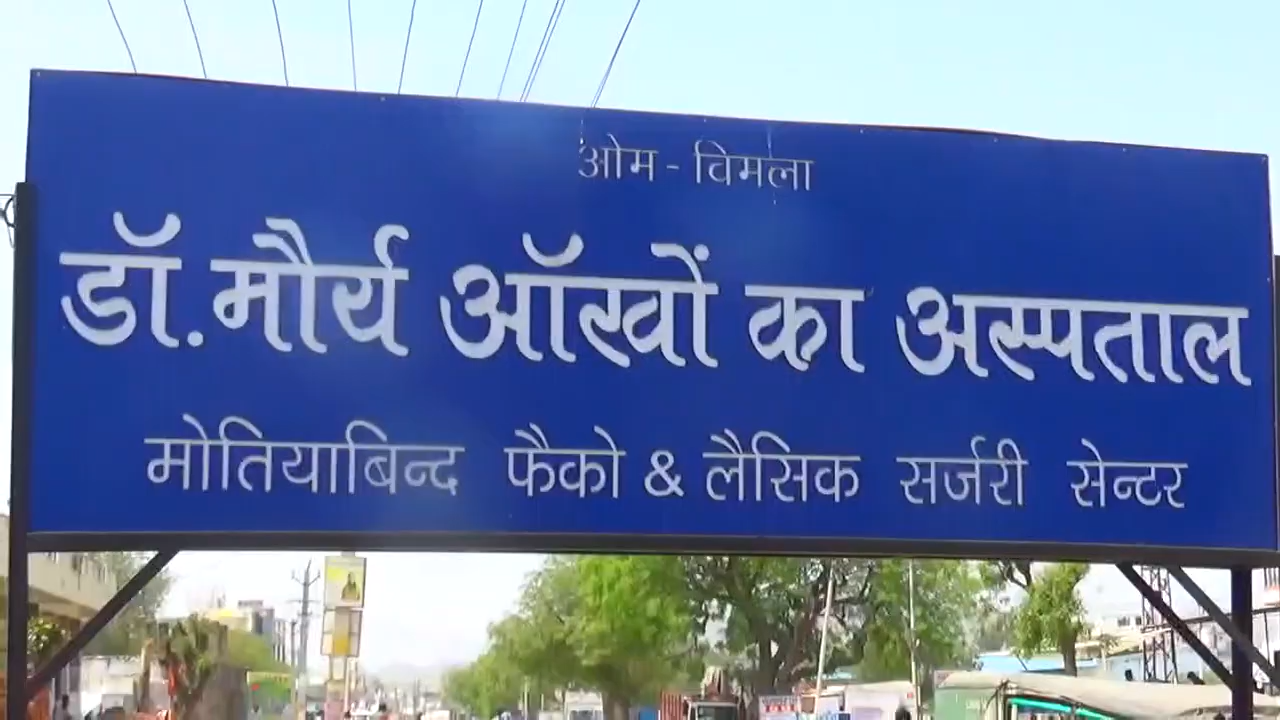 ओम - विमला
डॉ. मौर्य ऑखों का अस्पताल
मोतियाबिन्द फैको & लैसिक सर्जरी सेन्टर